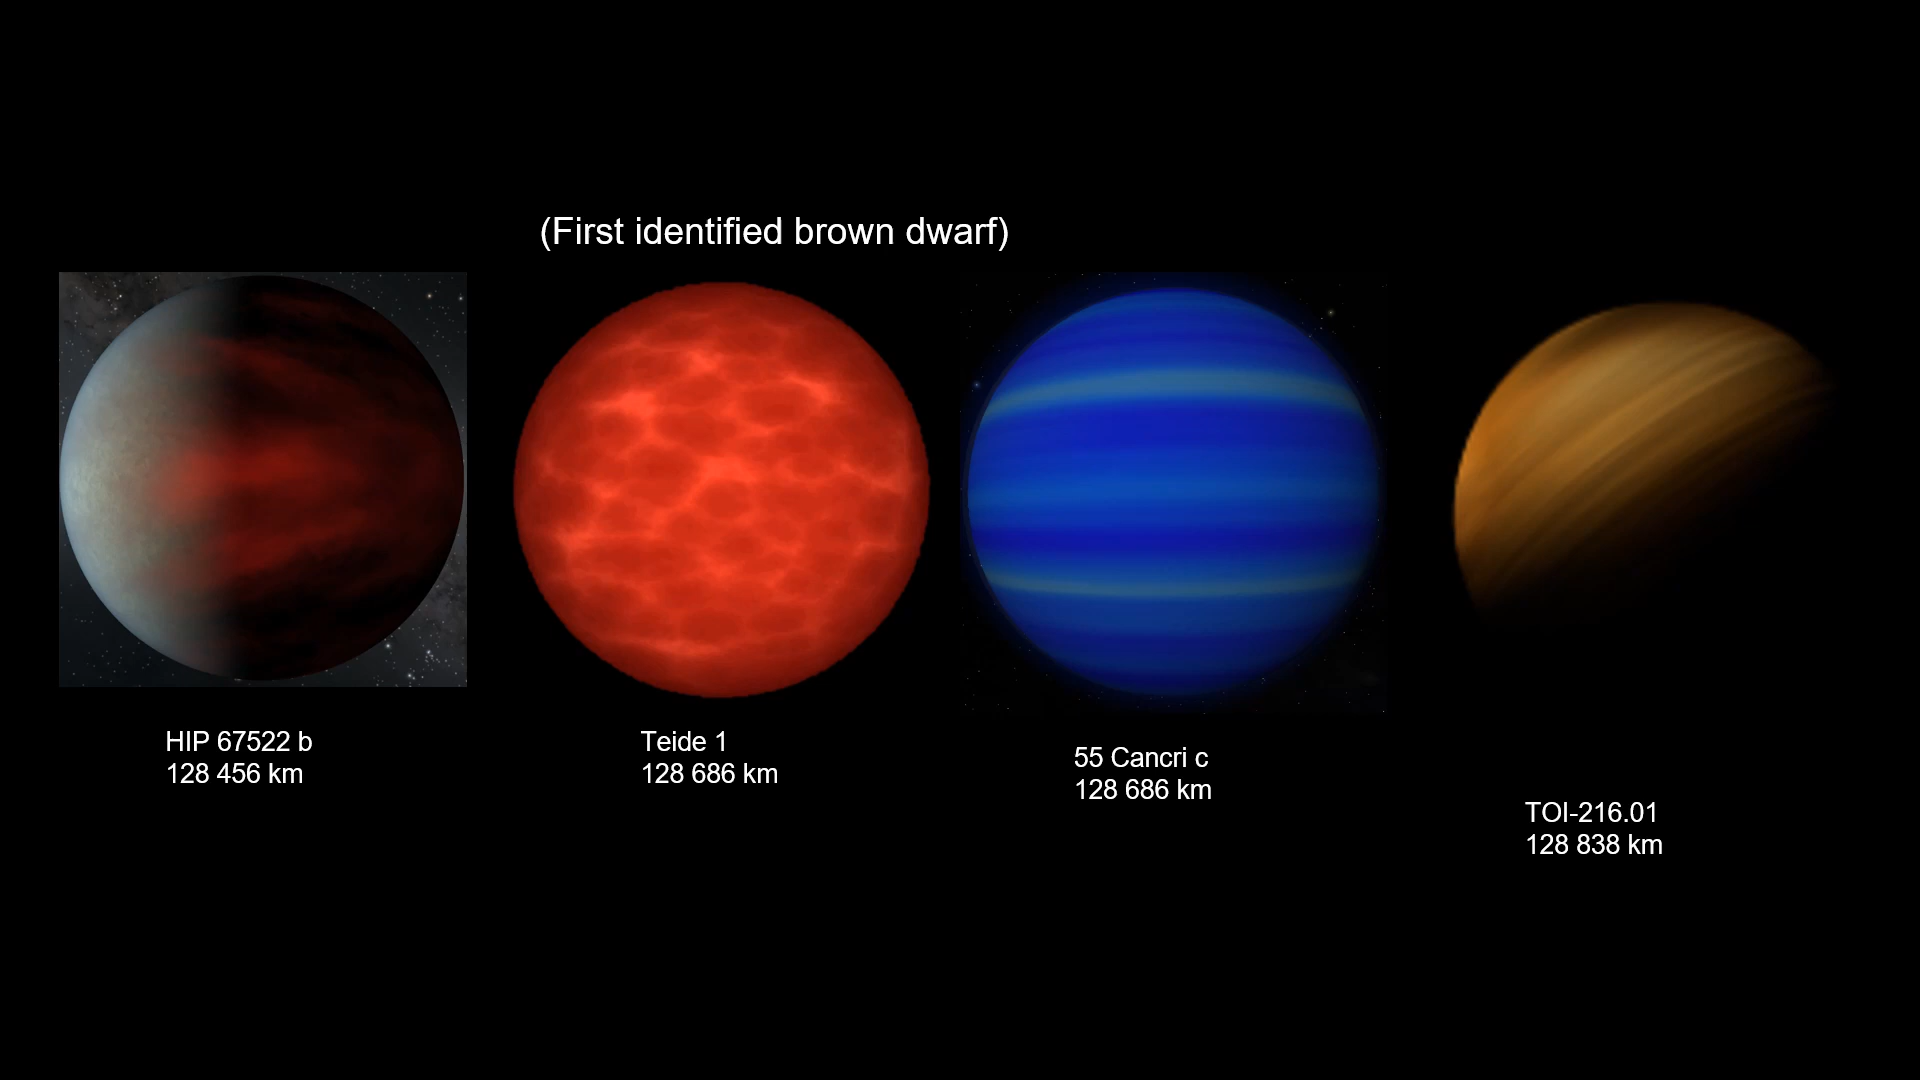 (First identified brown dwarf)
HIP 67522 b
128 456 km
Teide 1
128 686 km
55 Cancri c
128 686 km
TOI-216.01
128 838 km